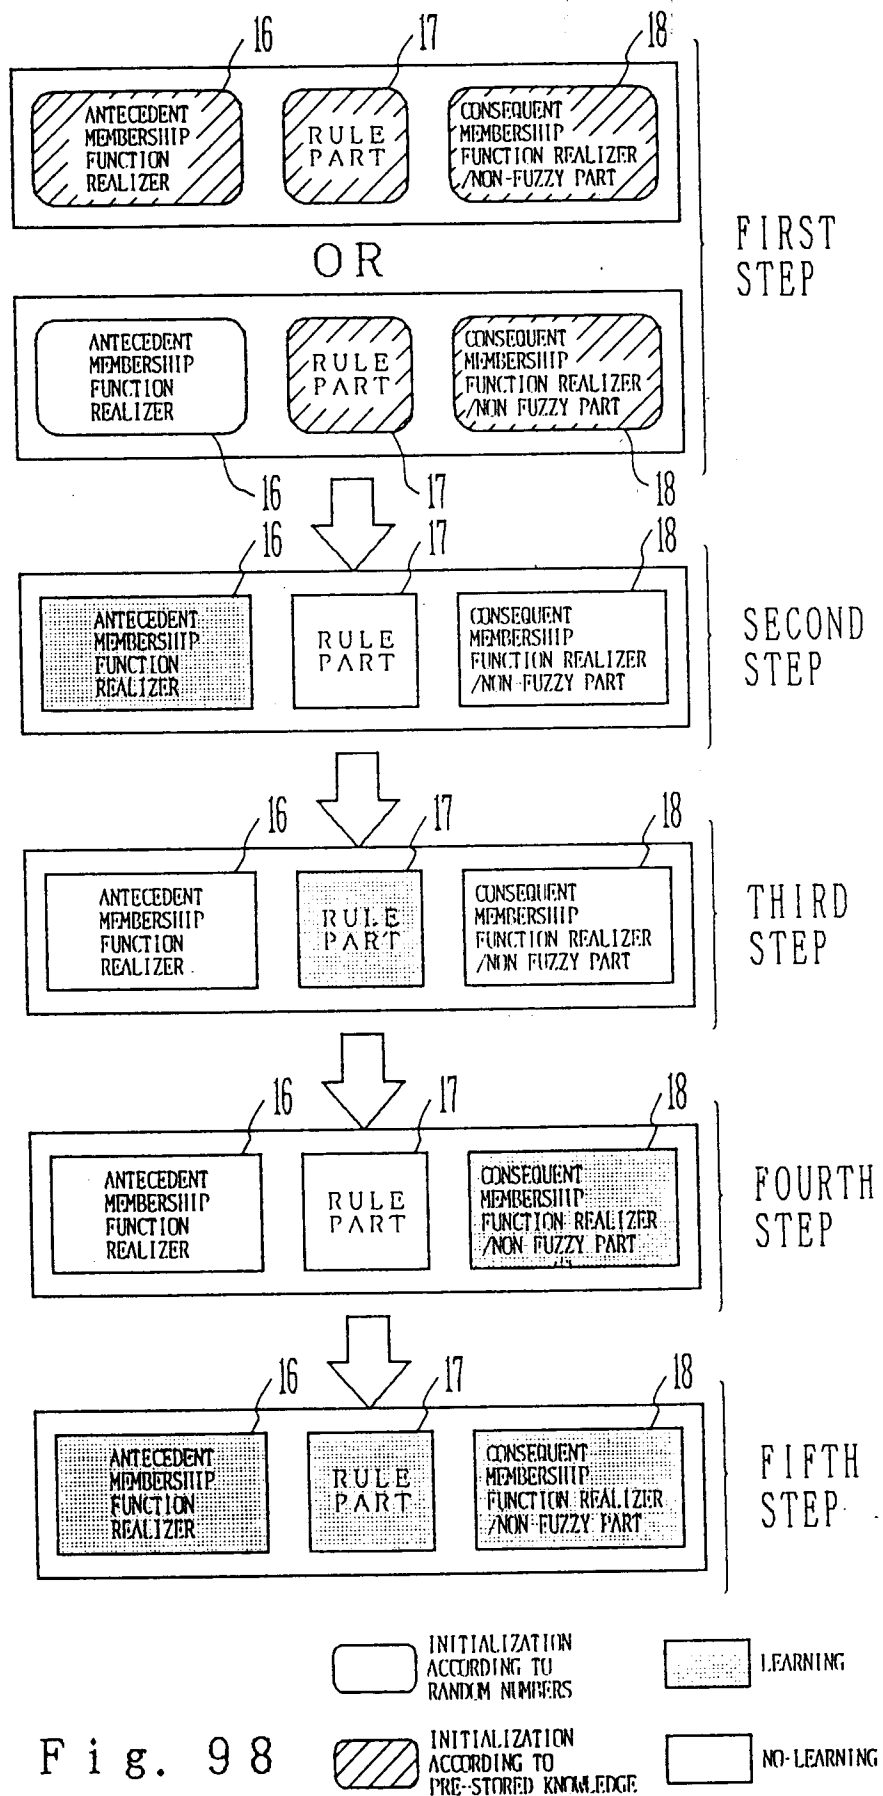 16
17
18
ANTECEDENT
MEMBERSHIP
FUNCTION
REALIZER
RULE
PART
CONSEQUENT
MEMBERSHIP
FUNCTION REALIZER
/NON-FUZZY PART
OR
FIRST
STEP
ANTECEDENT
MEMBERSHIP
FUNCTION
REALIZER
RULE
PART
CONSEQUENT
MEMBERSHIP
FUNCTION REALIZER
/NON FUZZY PART
16
17
18
16
17
18
ANTECEDENT
MEMBERSHIP
FUNCTION
REALIZER
RULE
PART
CONSEQUENT
MEMBERSHIP
FUNCTION REALIZER
/NON-FUZZY PART
SECOND
STEP
16
17
18
ANTECEDENT
MEMBERSHIP
FUNCTION
REALIZER
RULE
PART
CONSEQUENT
MEMBERSHIP
FUNCTION REALIZER
/NON FUZZY PART
THIRD
STEP
16
17
18
ANTECEDENT
MEMBERSHIP
FUNCTION
REALIZER
RULE
PART
CONSEQUENT
MEMBERSHIP
FUNCTION REALIZER
/NON FUZZY PART
FOURTH
STEP
16
17
18
ANTECEDENT
MEMBERSHIP
FUNCTION
REALIZER
RULE
PART
CONSEQUENT
MEMBERSHIP
FUNCTION REALIZER
/NON-FUZZY PART
FIFTH
STEP
INITIALIZATION
ACCORDING TO
RANDOM NUMBERS
LEARNING
INITIALIZATION
ACCORDING TO
PRE-STORED KNOWLEDGE
NO-LEARNING
Fig. 98